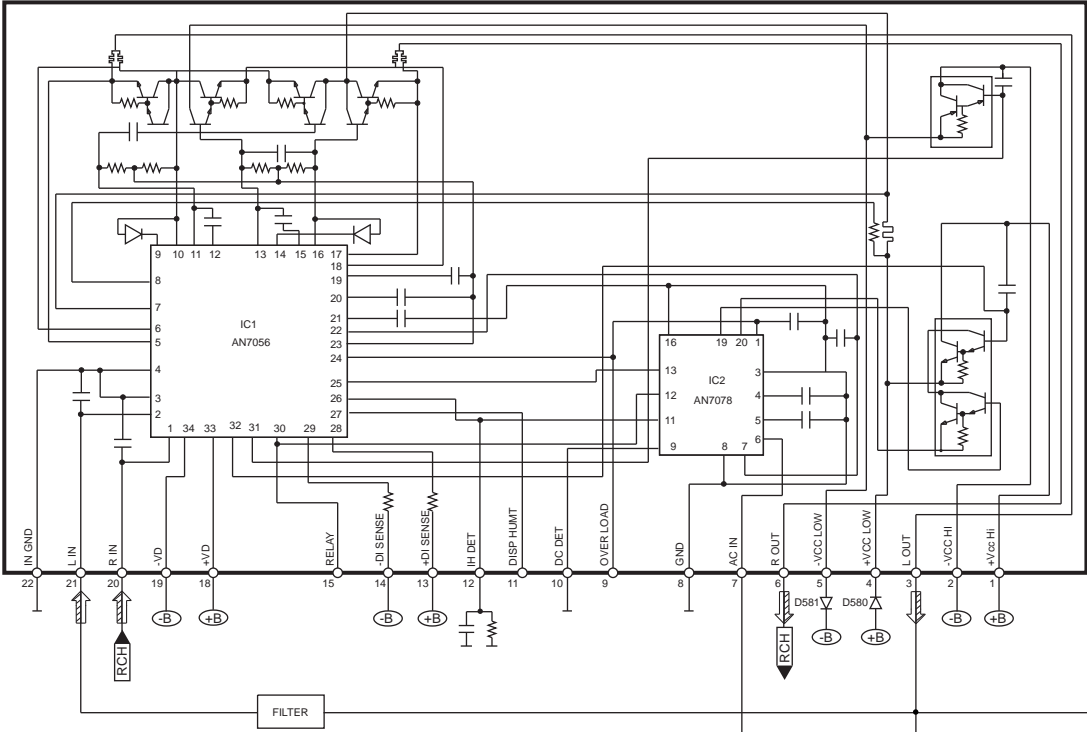 9 10 11 12 13 14 15 16 17
18
19
20
21
22
23
24
25
26
27
8
7
6
5
4
3
2
IC1
AN7056
1 34 33 32 31 30 29 28
16 19 20 1
13
12
11
9
IC2
AN7078
3
4
5
6
8 7
IN GND
L IN
R IN
-VD
+VD
RELAY
-DI SENSE
+DI SENSE
IH DET
DISP HUMT
DC DET
OVER LOAD
GND
AC IN
R OUT
-VCC LOW
+VCC LOW
L OUT
-VCC HI
+Vcc Hi
22 21 20 19 18 15 14 13 12 11 10 9 8 7 6 5 4 3 2 1
D581 D580
-B +B -B +B -B +B -B +B
RCH
RCH
FILTER